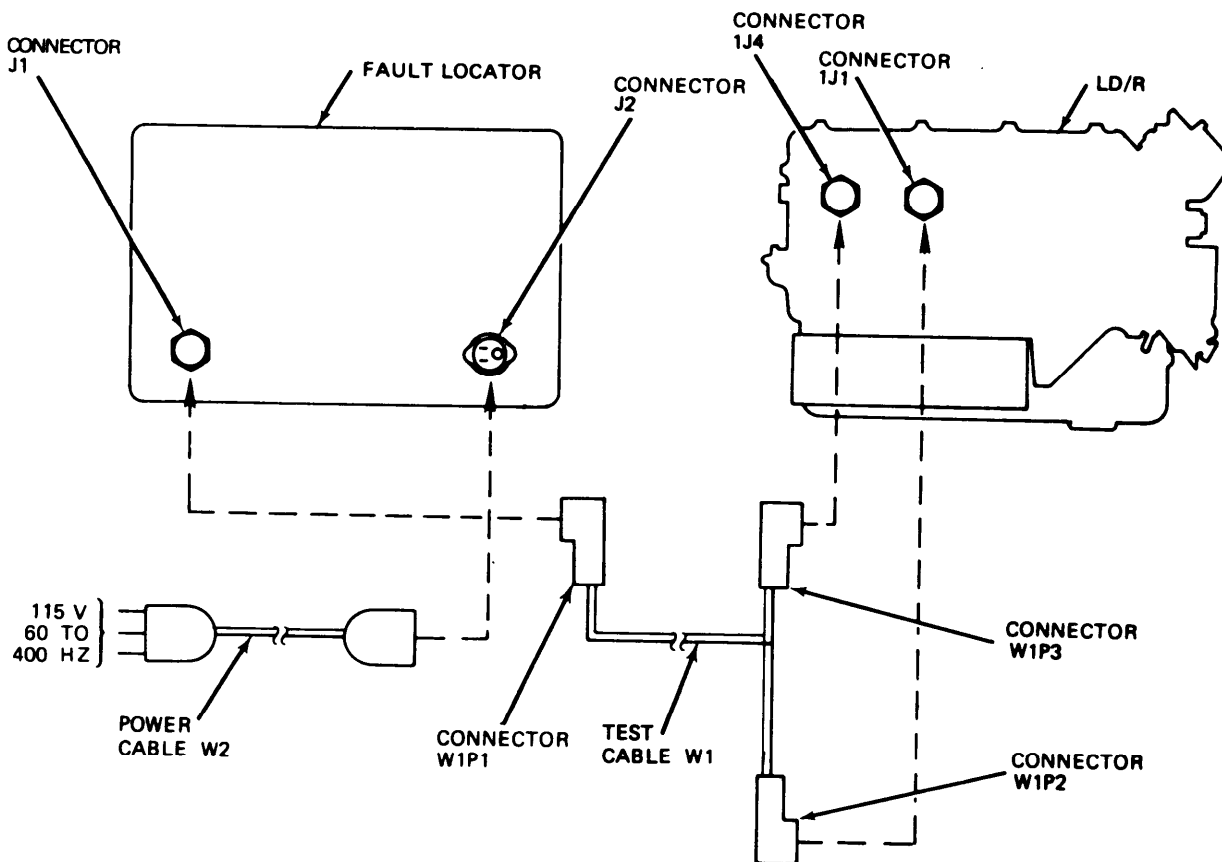 CONNECTOR
J1
FAULT LOCATOR
CONNECTOR
J2
CONNECTOR
1J4
CONNECTOR
1J1
LD/R
115 V
60 TO
400 HZ
POWER
CABLE W2
CONNECTOR
W1P1
TEST
CABLE W1
CONNECTOR
W1P3
CONNECTOR
W1P2